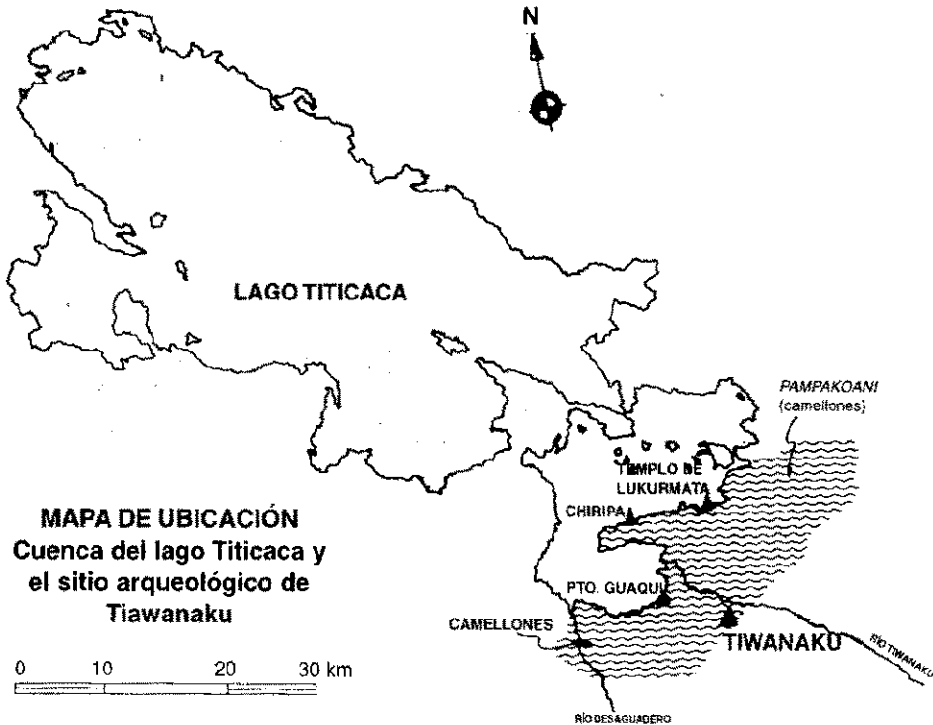 N
LAGO TITICACA
PAMPAKOANI
(camellones)
TEMPLO DE
LUKURMATA
CHIRIPA
MAPA DE UBICACIÓN
Cuenca del lago Titicaca y
el sitio arqueológico de
Tiawanaku
PTO. GUAQUI
CAMELLONES
TIWANAKU
RÍO TIWANAKU
0 10 20 30 km
RÍO DESAGUADERO